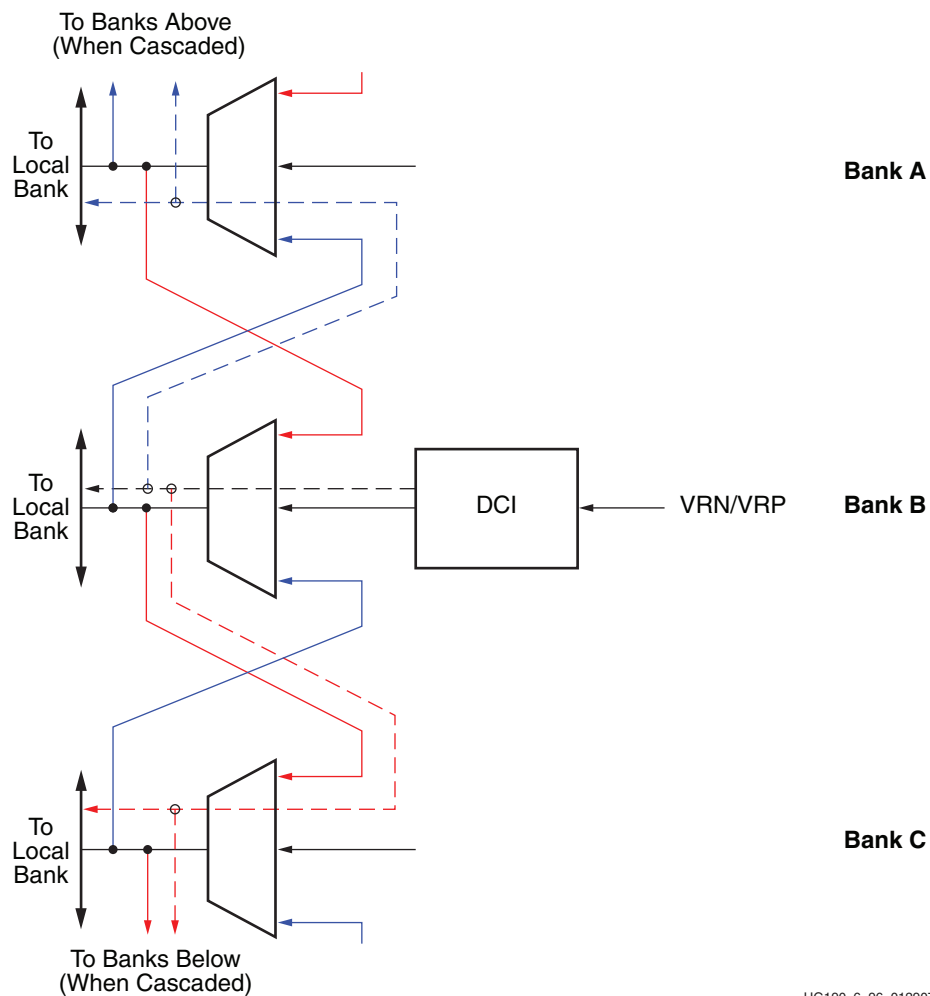 To Banks Above
(When Cascaded)
To
Local
Bank
Bank A
To
Local
Bank
DCI
VRN/VRP
Bank B
To
Local
Bank
Bank C
To Banks Below
(When Cascaded)